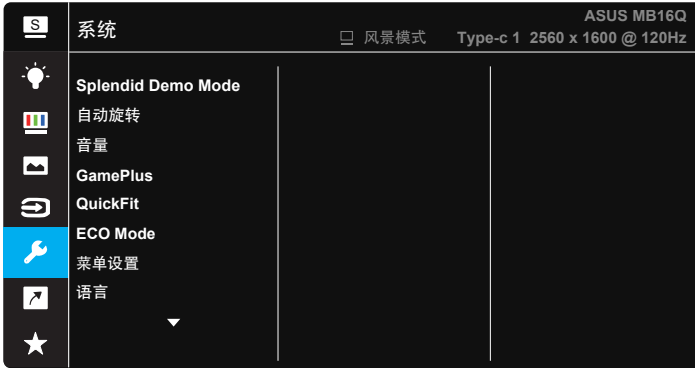 S
系统
ASUS MB16Q
风景模式 Type-c 1 2560 x 1600 @ 120Hz
Splendid Demo Mode
自动旋转
音量
GamePlus
QuickFit
ECO Mode
菜单设置
语言